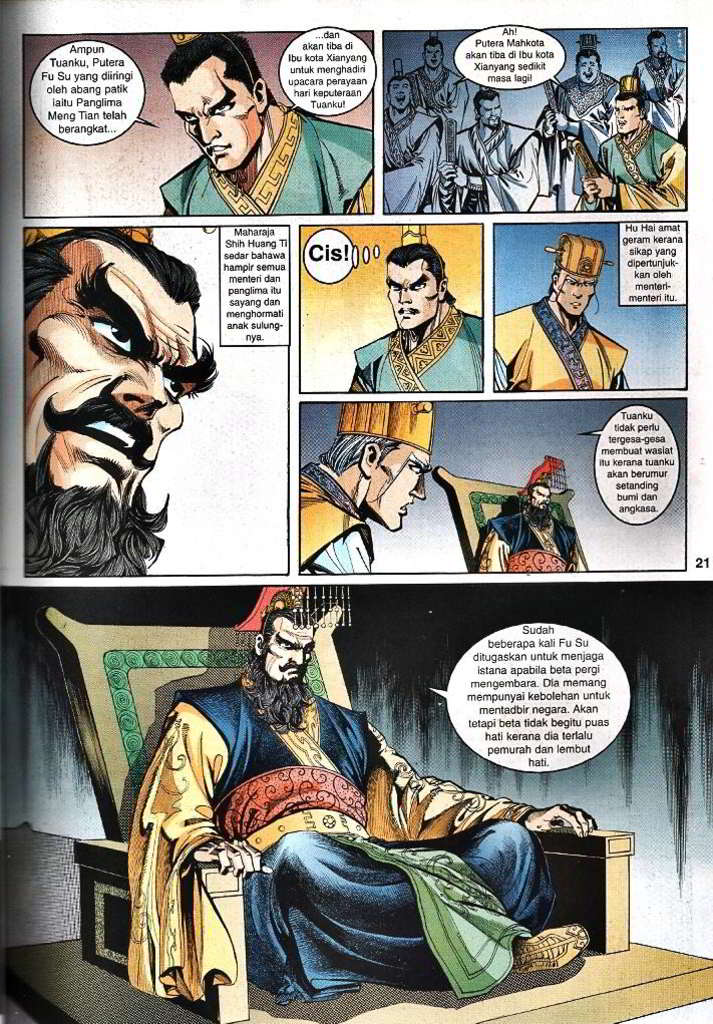 Ampun
Tuanku, Putera
Fu Su yang diiringi
oleh abang patik
iaitu Panglima
Meng Tian telah
berangkat...
...dan
akan tiba di
Ibu kota Xianyang
untuk menghadiri
upacara perayaan
Hari keputeraan
Tuanku!
Ah!
Putera Mahkota
akan tiba di Ibu kota
Xianyang sedikit
masa lagi!
Maharaja
Shih Huang Ti
sedar bahawa
hampir semua
menteri dan
panglima itu
sayang dan
menghormati
anak sulung-
nya.
Cis!
Hu Hai amat
geram kerana
sikap yang
dipertunjuk-
kan oleh
menteri-
menteri itu.
Tuanku
tidak perlu
tergesa-gesa
membuat wasiat
itu kerana tuanku
akan berumur
setanding
bumi dan
angkasa.
21
Sudah
beberapa kali Fu Su
ditugaskan untuk menjaga
istana apabila beta pergi
mengembara. Dia memang
mempunyai kebolehan untuk
mentadbir negara. Akan
tetapi beta tidak begitu puas
hati kerana dia terlalu
pemurah dan lembut
hati.